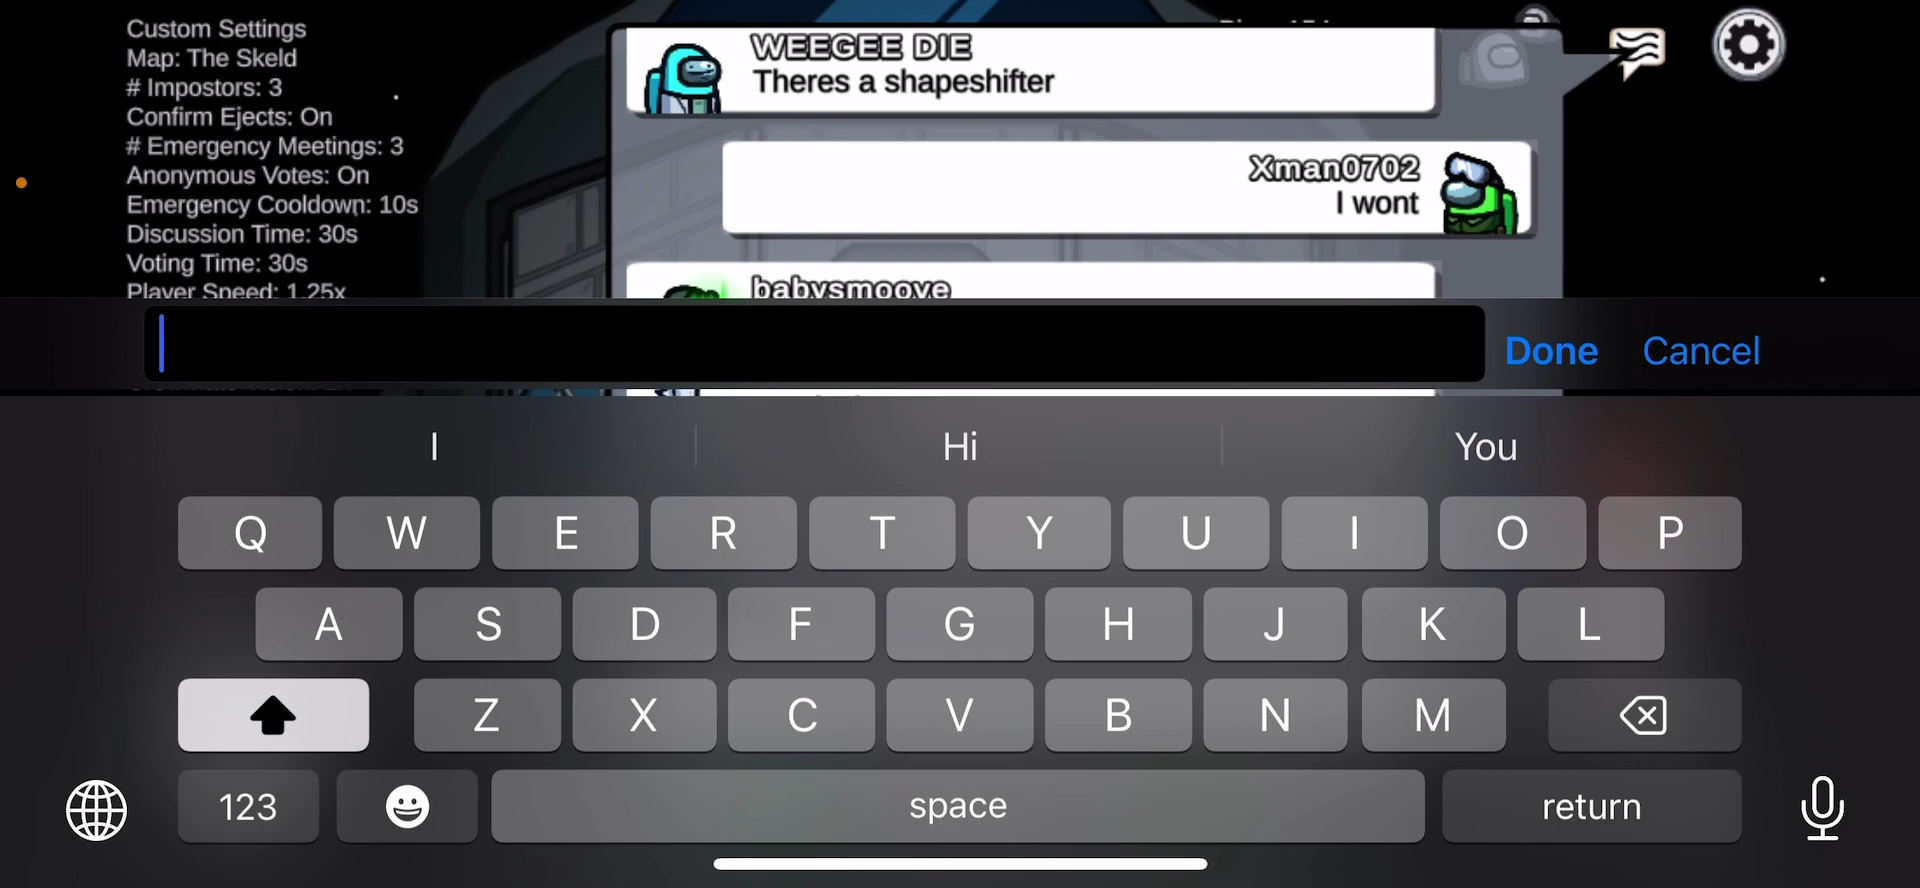 Custom Settings
Map: The Skeld
# Impostors: 3
Confirm Ejects: On
# Emergency Meetings: 3
Anonymous Votes: On
Emergency Cooldown: 10s
Discussion Time: 30s
Voting Time: 30s
Player Speed: 1.25x
WEEGEE DIE
Theres a shapeshifter
Xman0702
I wont
babysmoove
Done Cancel
I Hi You
Q W E R T Y U I O P
A S D F G H J K L
Z X C V B N M
123 space return